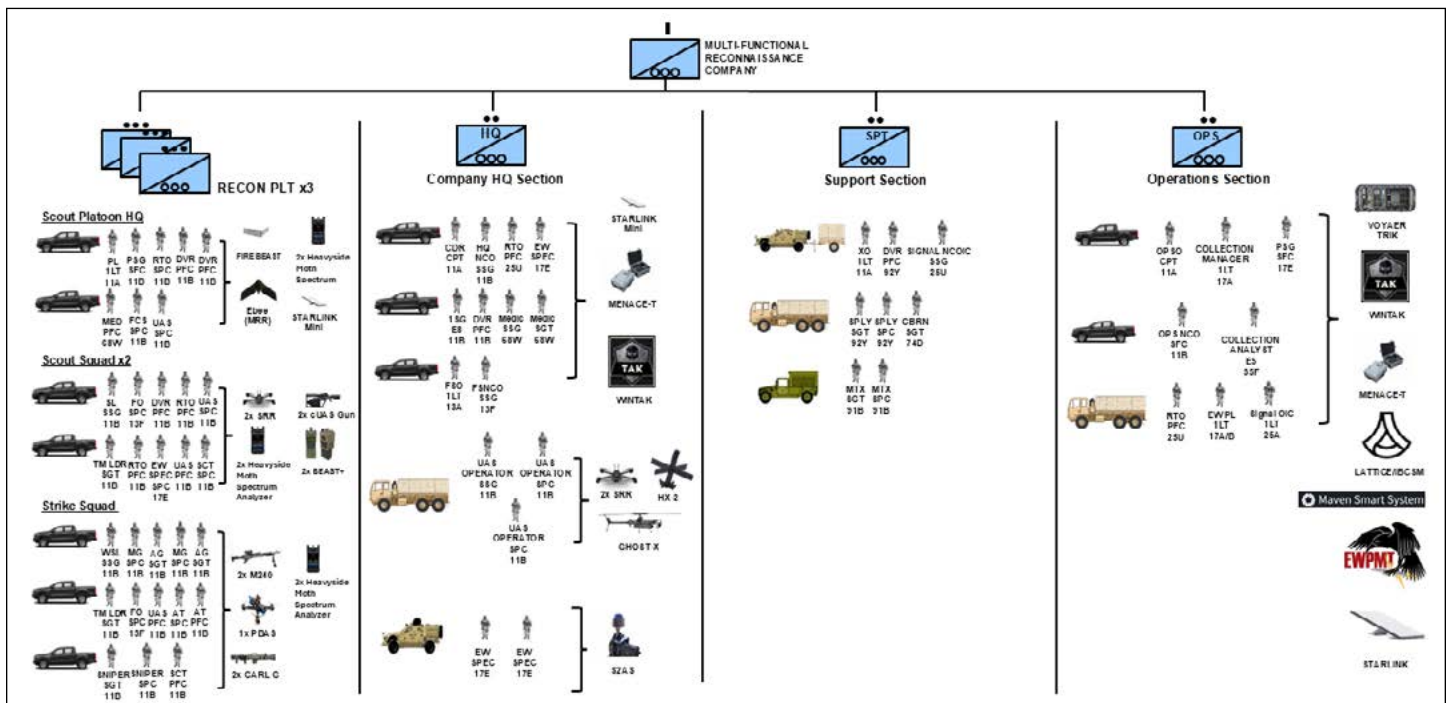 MULTI-FUNCTIONAL
RECONNAISSANCE
COMPANY
RECON PLT x3
Scout Platoon HQ
PL PSG RTO DVR DVR
1LT SFC SPC PFC PFC
11A 11D 11D 11B 11D
FIREBEAST
2x Heavyside
Moth
Spectrum
MED FCS UAS
PFC SPC SPC
68W 11B 11D
Ebee
(MRR)
STARLINK
Mini
Scout Squad x2
SL FO DVR RTO UAS
SSG SPC PFC PFC SPC
11B 13F 11B 11B 11B
2x SRR
2x cUAS Gun
TM LDR RTO EW UAS SCT
SGT PFC SPEC PFC SPC
11D 11B SPC 11B 11B
17E
2x Heavyside
Moth
Spectrum
Analyzer
2x BEAST+
Strike Squad
WSL MG AG MG AG
SSG SPC SGT SPC SGT
11B 11B 11B 11B 11B
2x M240
2x Heavyside
Moth
Spectrum
Analyzer
TM LDR FO UAS AT AT
SGT SPC PFC SPC PFC
11B 13F 11B 11B 11D
1x PBAS
2x CARL G
SNIPER SNIPER SCT
SGT SPC PFC
11D 11B 11B
HQ
Company HQ Section
CDR HQ RTO EW
CPT NCO PFC SPEC
11A SSG 25U 17E
11B
STARLINK
Mini
1SG DVR Medic Medic
E8 PFC SSG SGT
11B 11B 68W 68W
MENACE-T
FSO FSNCO
1LT SSG
13A 13F
TAK
WINTAK
UAS UAS
OPERATOR OPERATOR
SSG SPC
11B 11B
UAS
OPERATOR
SPC
11B
2x SRR
HX 2
GHOST X
EW EW
SPEC SPEC
17E 17E
S2AS
SPT
Support Section
XO DVR SIGNAL NCOIC
1LT PFC SSG
11A 92Y 25U
SPLY SPLY CBRN
SGT SPC SGT
92Y 92Y 74D
MTX MTX
SGT SPC
91B 91B
OPS
Operations Section
OPSO COLLECTION PSG
CPT MANAGER SFC
11A 1LT 17E
17A
VOYAER
TRIK
TAK
WINTAK
OPS NCO COLLECTION
SFC ANALYST
11B E5
35F
MENACE-T
RTO EWPL Signal OIC
PFC 1LT 1LT
25U 17A/D 25A
LATTICE/IBCSM
Maven Smart System
EWPMT
STARLINK